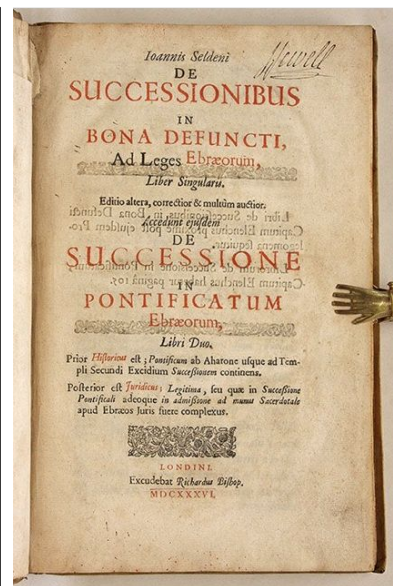 Ioannis Seldeni
DE
SUCCESSIONIBUS
IN
BONA DEFUNCTI,
Ad Leges Ebræorum,
Liber Singularis.
Editio altera, correctior & multùm auctior.
Accedunt ejusdem
DE
SUCCESSIONE
IN
PONTIFICATUM
Ebræorum,
Libri Duo.
Prior Historicus est; Pontificum ab Aharone usque ad Tem-
pli Secundi Excidium Successionem continens.
Posterior est Juridicus; Legitima, seu quæ in Successione
Pontificali adeoque in admissione ad munus Sacerdotale
apud Ebræos Juris fuere complexus.
LONDINI.
Excudebat Richardus Bishop,
MDCXXXVI.